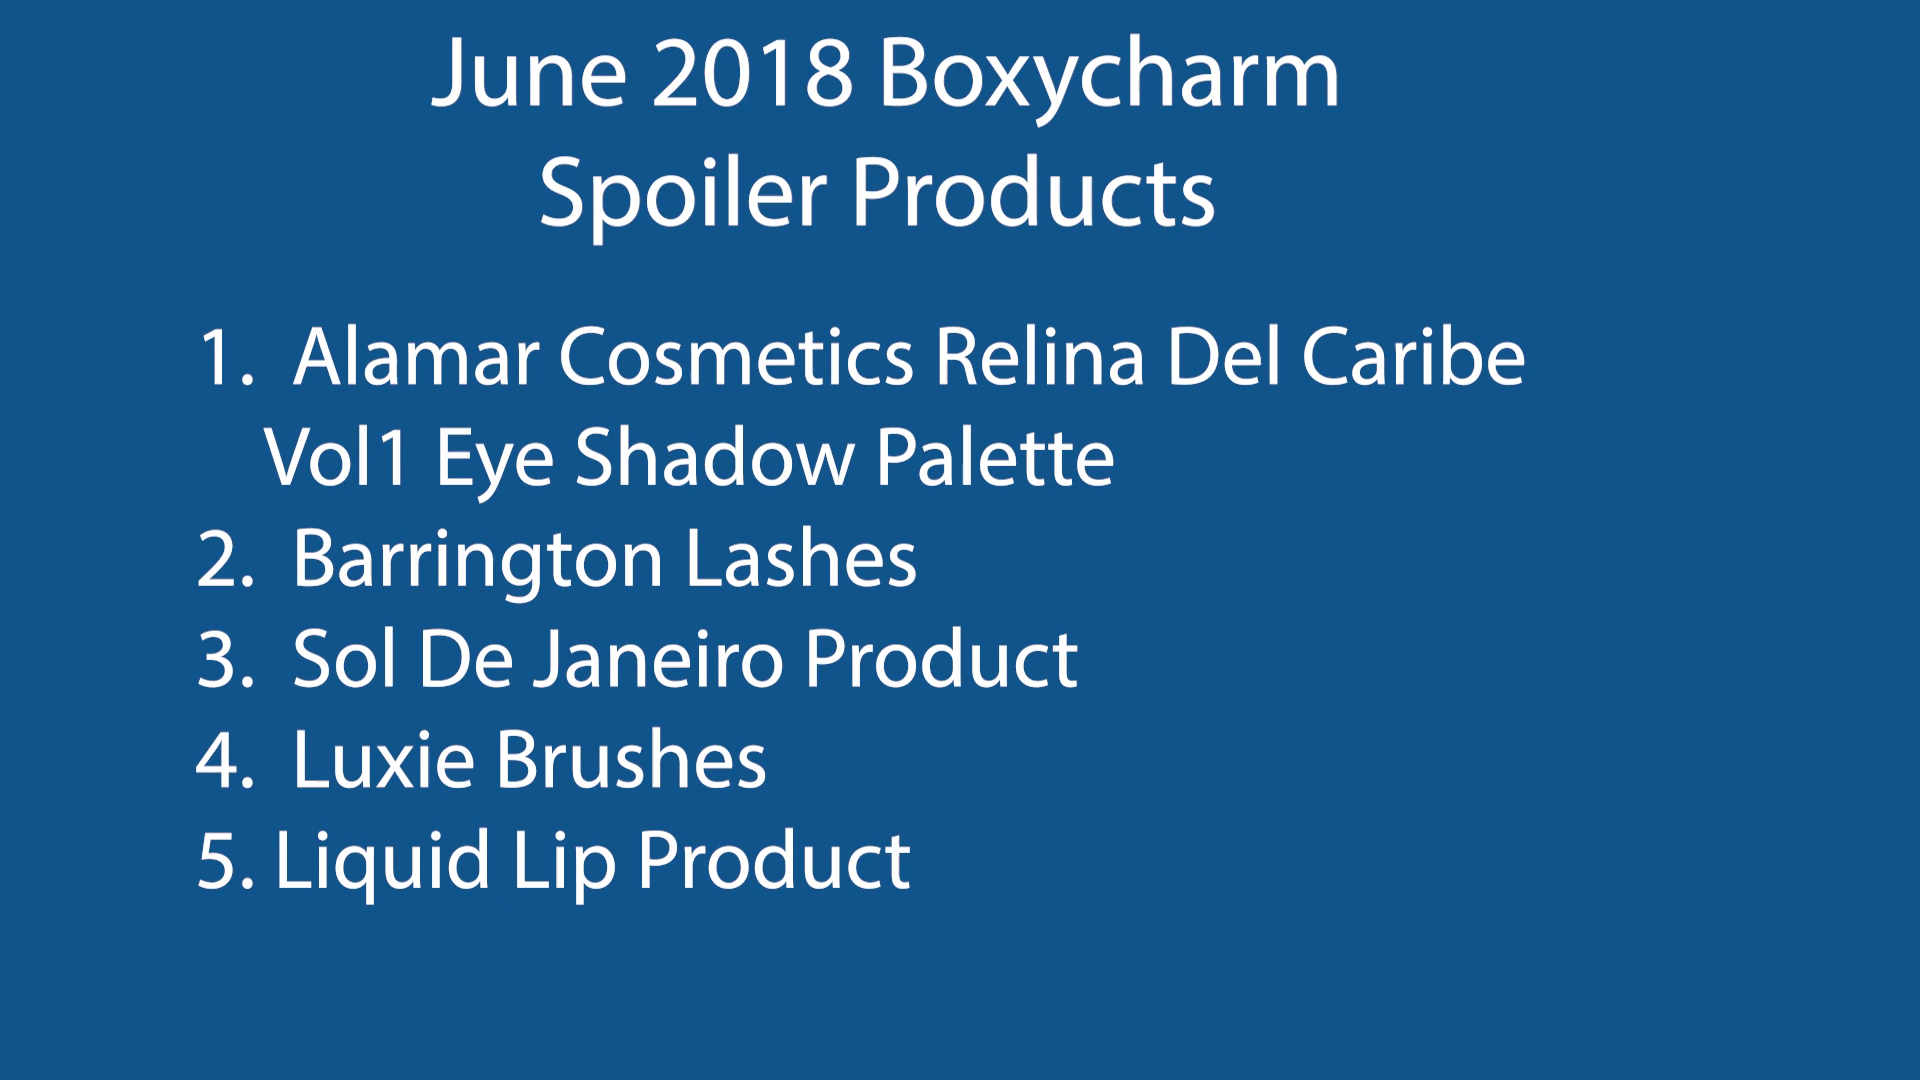 June 2018 Boxycharm
Spoiler Products
1. Alamar Cosmetics Relina Del Caribe
Vol1 Eye Shadow Palette
2. Barrington Lashes
3. Sol De Janeiro Product
4. Luxie Brushes
5. Liquid Lip Product